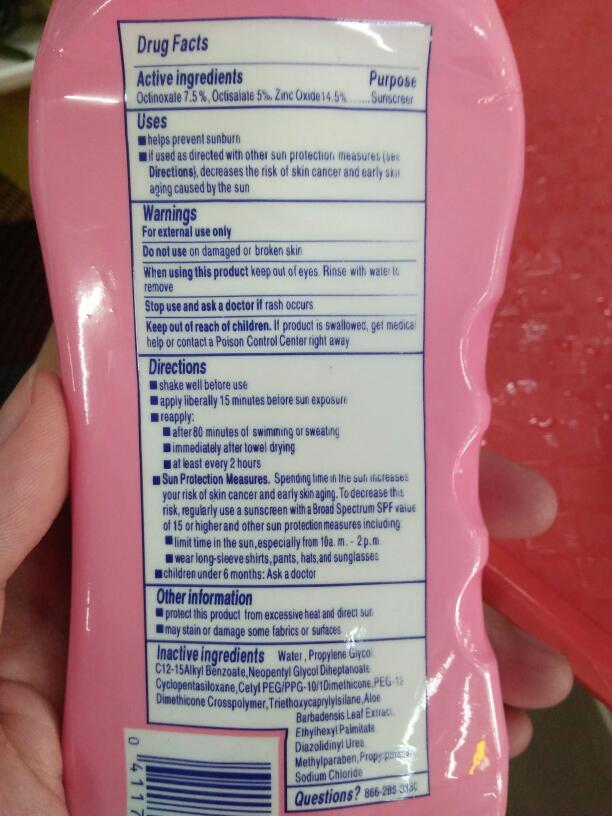 Drug Facts
Active ingredients Purpose
Octinoxate 7.5%, Octisalate 5%, Zinc Oxide 14.5% ......Sunscreen
Uses
■ helps prevent sunburn
■ if used as directed with other sun protection measures (see
Directions), decreases the risk of skin cancer and early skin
aging caused by the sun
Warnings
For external use only
Do not use on damaged or broken skin
When using this product keep out of eyes. Rinse with water to
remove
Stop use and ask a doctor if rash occurs
Keep out of reach of children. If product is swallowed, get medical
help or contact a Poison Control Center right away
Directions
■ shake well before use
■ apply liberally 15 minutes before sun exposure
■ reapply:
■ after 80 minutes of swimming or sweating
■ immediately after towel drying
■ at least every 2 hours
■ Sun Protection Measures. Spending time in the sun increases
your risk of skin cancer and early skin aging. To decrease this
risk, regularly use a sunscreen with a Broad Spectrum SPF value
of 15 or higher and other sun protection measures including:
■ limit time in the sun, especially from 10a.m. - 2p.m.
■ wear long-sleeve shirts, pants, hats, and sunglasses
■ children under 6 months: Ask a doctor
Other information
■ protect this product from excessive heat and direct sun
■ may stain or damage some fabrics or surfaces
Inactive ingredients Water, Propylene Glycol,
C12-15 Alkyl Benzoate, Neopentyl Glycol Diheptanoate,
Cyclopentasiloxane, Cetyl PEG/PPG-10/1 Dimethicone, PEG-12
Dimethicone Crosspolymer, Triethoxycaprylylsilane, Aloe
Barbadensis Leaf Extract,
Ethylhexyl Palmitate
Diazolidinyl Urea,
Methylparaben, Propylparaben,
Sodium Chloride
Questions? 866-288-3330
0 4117